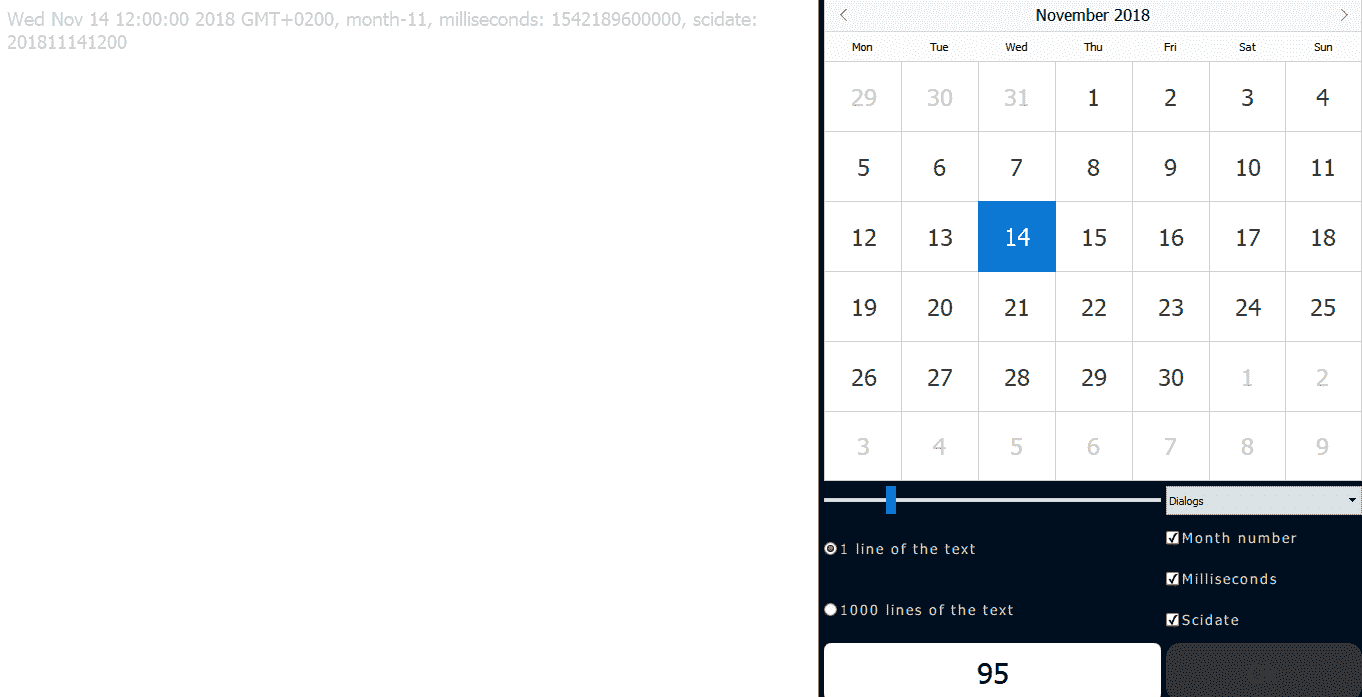 Wed Nov 14 12:00:00 2018 GMT+0200, month-11, milliseconds: 1542189600000, scidate:
201811141200
November 2018
Mon Tue Wed Thu Fri Sat Sun
29 30 31 1 2 3 4
5 6 7 8 9 10 11
12 13 14 15 16 17 18
19 20 21 22 23 24 25
26 27 28 29 30 1 2
3 4 5 6 7 8 9
Dialogs
Month number
1 line of the text
Milliseconds
1000 lines of the text
Scidate
95